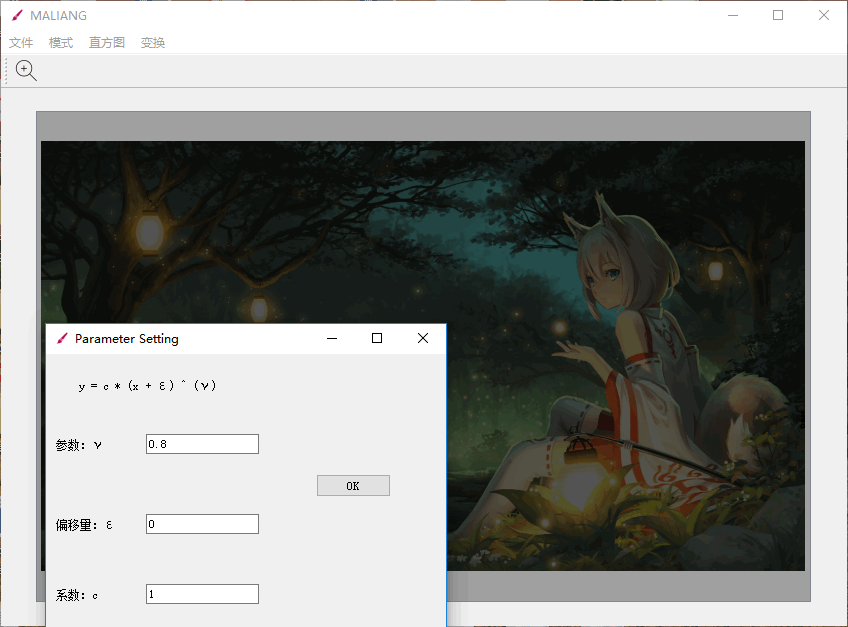 MALIANG
文件 模式 直方图 变换
Parameter Setting
y = c * (x + ε) ^ (γ)
参数: γ 0.8
OK
偏移量: ε 0
系数: c 1